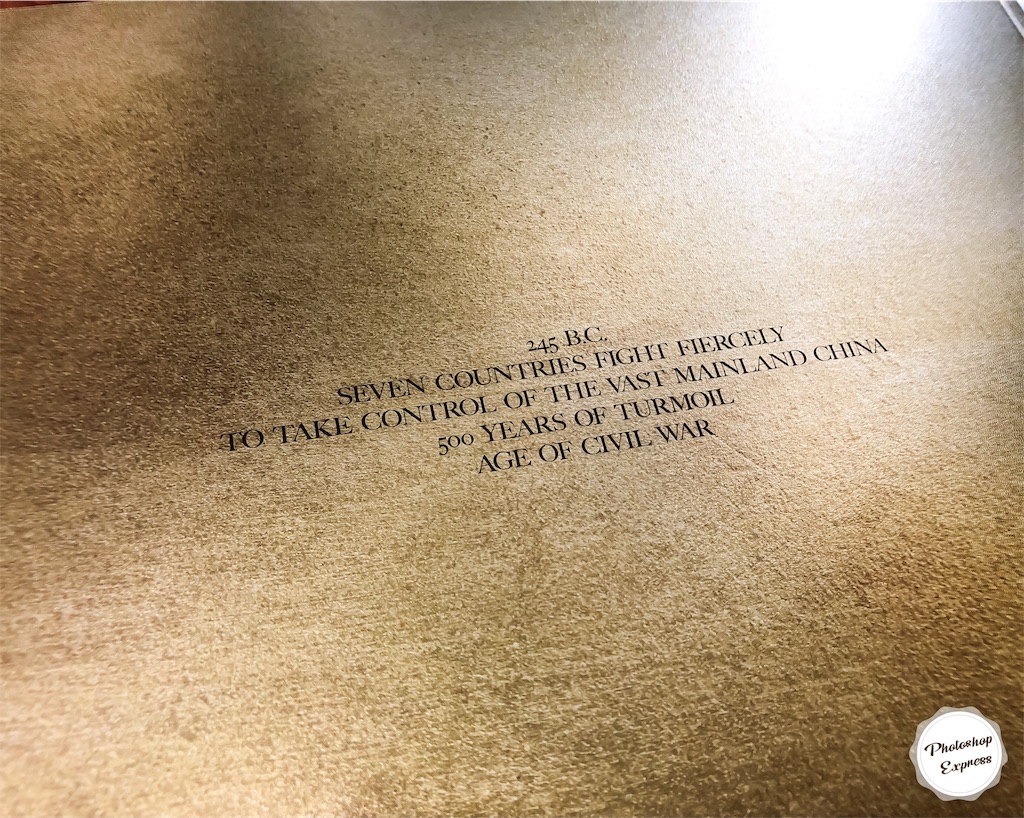 245 B.C.
SEVEN COUNTRIES FIGHT FIERCELY
TO TAKE CONTROL OF THE VAST MAINLAND CHINA
500 YEARS OF TURMOIL
AGE OF CIVIL WAR
Photoshop
Express